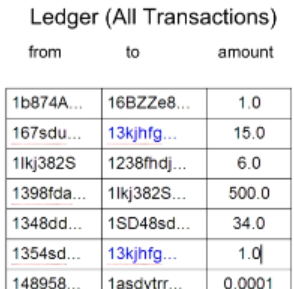 Ledger (All Transactions)
from to amount
1b874A... 16BZZe8... 1.0
167sdu... 13kjhfg... 15.0
1lkj382S 1238fhdj... 6.0
1398fda... 1lkj382S... 500.0
1348dd... 1SD48sd... 34.0
1354sd... 13kjhfg... 1.0
148958... 1asdvtrr... 0.0001